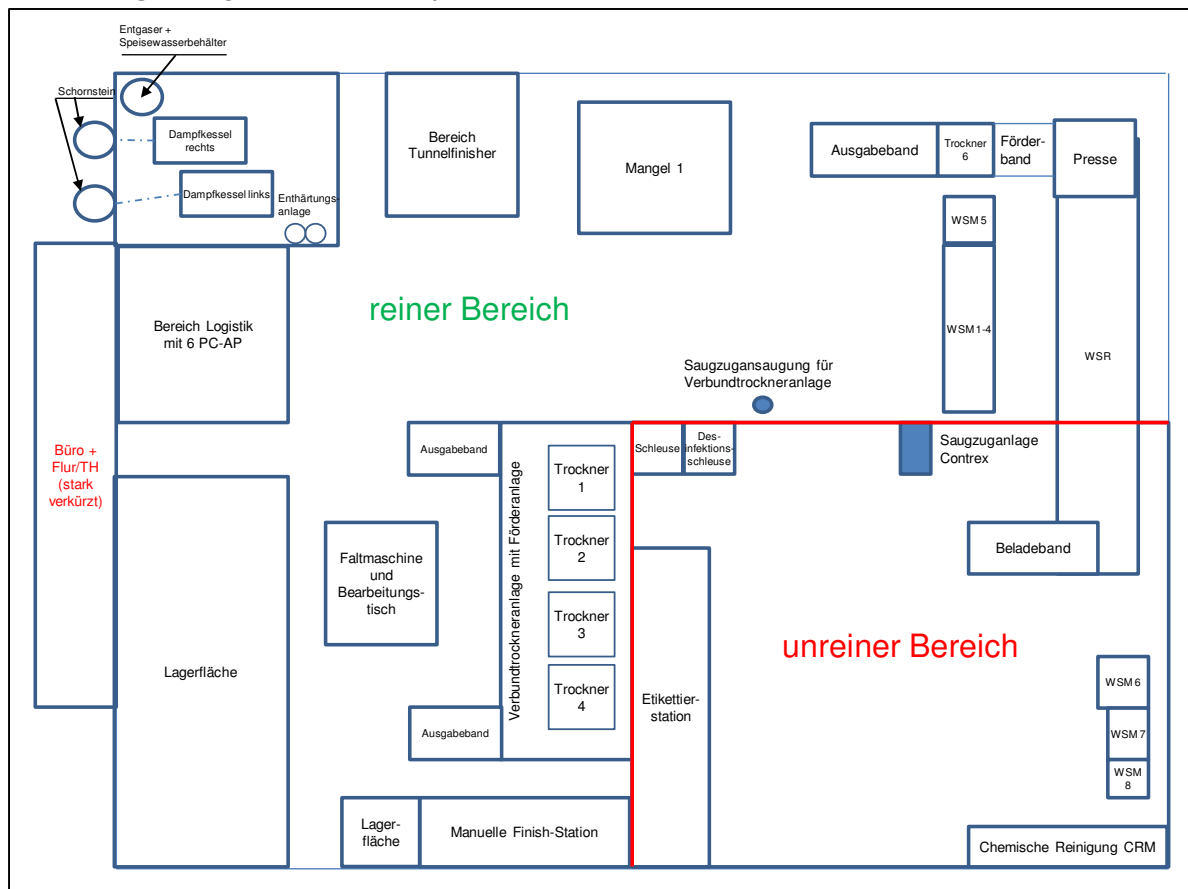 Entgaser +
Speisewasserbehälter
Schornstein
Dampfkessel
rechts
Dampfkessel links
Enthärtungs-
anlage
Bereich
Tunnelfinisher
Mangel 1
Ausgabeband
Trockner
6
Förder-
band
Presse
WSM 5
WSM 1-4
WSR
reiner Bereich
Bereich Logistik
mit 6 PC-AP
Saugzugansaugung für
Verbundtrockneranlage
Büro +
Flur/TH
(stark
verkürzt)
Ausgabeband
Verbundtrockneranlage mit Förderanlage
Trockner
1
Trockner
2
Trockner
3
Trockner
4
Schleuse
Des-
infektions-
schleuse
Saugzuganlage
Contrex
Beladeband
Faltmaschine
und
Bearbeitungs-
tisch
unreiner Bereich
Lagerfläche
Etikettier-
station
WSM 6
WSM 7
WSM
8
Ausgabeband
Lager-
fläche
Manuelle Finish-Station
Chemische Reinigung CRM